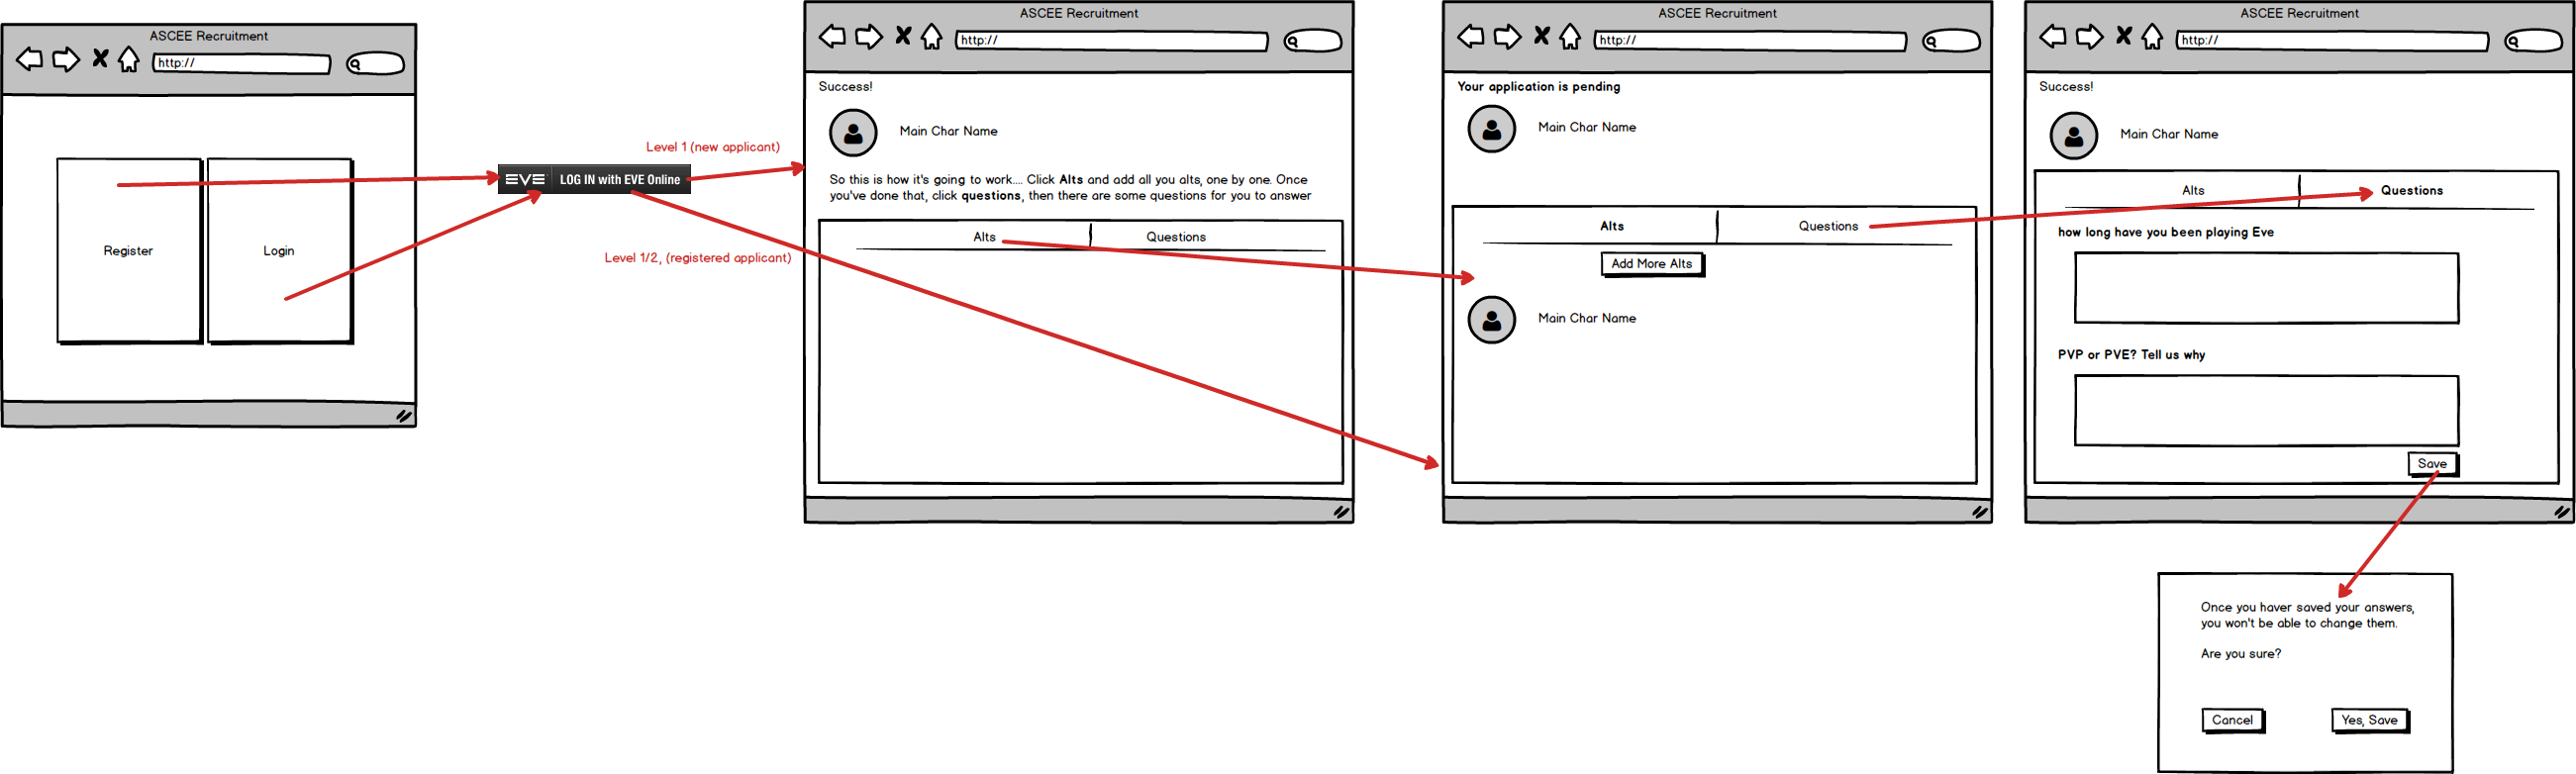 ASCEE Recruitment
http://
Register
Login
EVE LOG IN with EVE Online
Level 1 (new applicant)
Level 1/2, (registered applicant)
ASCEE Recruitment
http://
Success!
Main Char Name
So this is how it's going to work.... Click Alts and add all you alts, one by one. Once
you've done that, click questions, then there are some questions for you to answer
Alts
Questions
ASCEE Recruitment
http://
Your application is pending
Main Char Name
Alts
Questions
Add More Alts
Main Char Name
ASCEE Recruitment
http://
Success!
Main Char Name
Alts
Questions
how long have you been playing Eve
PVP or PVE? Tell us why
Save
Once you haver saved your answers,
you won't be able to change them.
Are you sure?
Cancel
Yes, Save